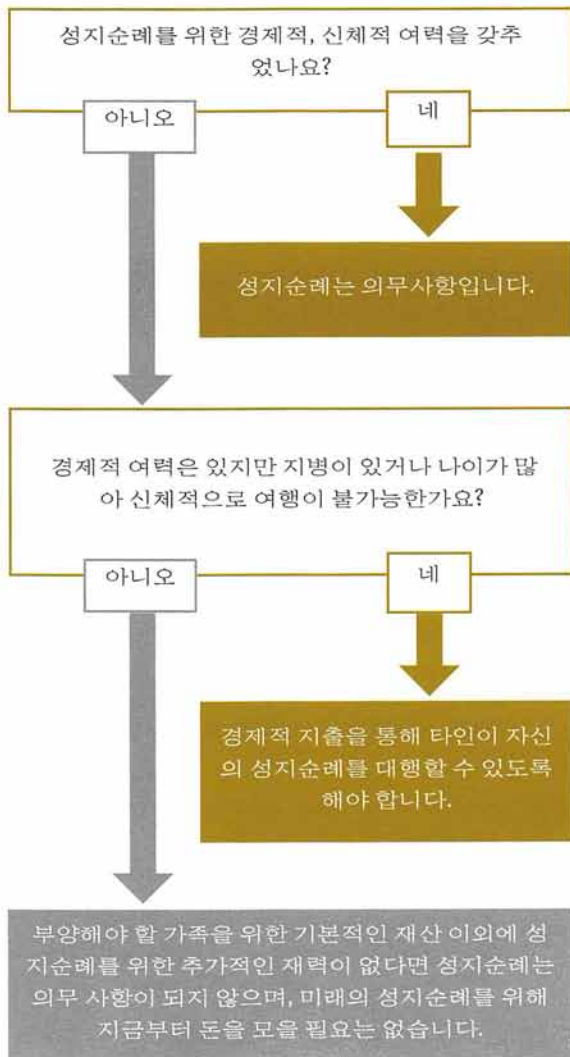 성지순례를 위한 경제적, 신체적 여력을 갖추
었나요?
아니오
네
성지순례는 의무사항입니다.
경제적 여력은 있지만 지병이 있거나 나이가 많
아 신체적으로 여행이 불가능한가요?
아니오
네
경제적 지출을 통해 타인이 자신
의 성지순례를 대행할 수 있도록
해야 합니다.
부양해야 할 가족을 위한 기본적인 재산 이외에 성
지순례를 위한 추가적인 재력이 없다면 성지순례는
의무 사항이 되지 않으며, 미래의 성지순례를 위해
지금부터 돈을 모을 필요는 없습니다.